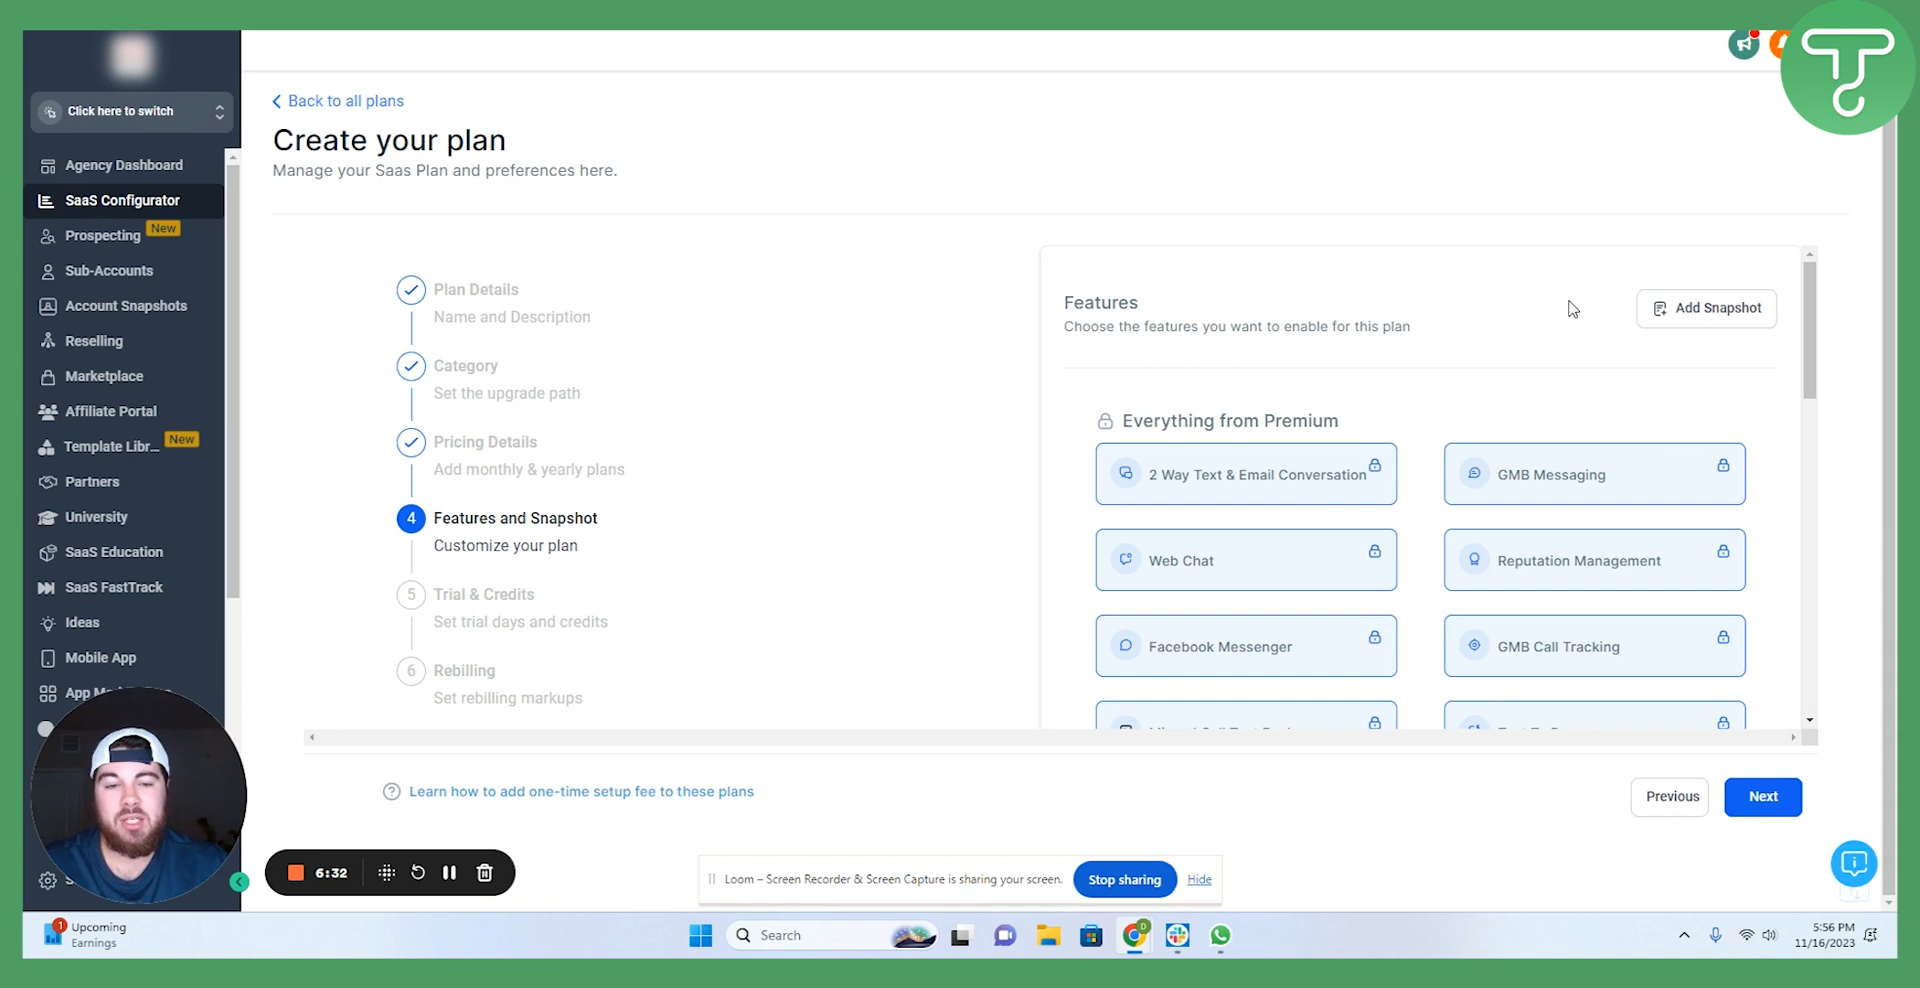 Click here to switch
Agency Dashboard
SaaS Configurator
Prospecting New
Sub-Accounts
Account Snapshots
Reselling
Marketplace
Affiliate Portal
Template Libr... New
Partners
University
SaaS Education
SaaS FastTrack
Ideas
Mobile App
App
Back to all plans
Create your plan
Manage your Saas Plan and preferences here.
Plan Details
Name and Description
Category
Set the upgrade path
Pricing Details
Add monthly & yearly plans
4 Features and Snapshot
Customize your plan
5 Trial & Credits
Set trial days and credits
6 Rebilling
Set rebilling markups
Features
Choose the features you want to enable for this plan
Add Snapshot
Everything from Premium
2 Way Text & Email Conversation
GMB Messaging
Web Chat
Reputation Management
Facebook Messenger
GMB Call Tracking
Learn how to add one-time setup fee to these plans
Previous
Next
6:32
Loom – Screen Recorder & Screen Capture is sharing your screen.
Stop sharing
Hide
1
Upcoming
Earnings
Search
D
5:56 PM
11/16/2023